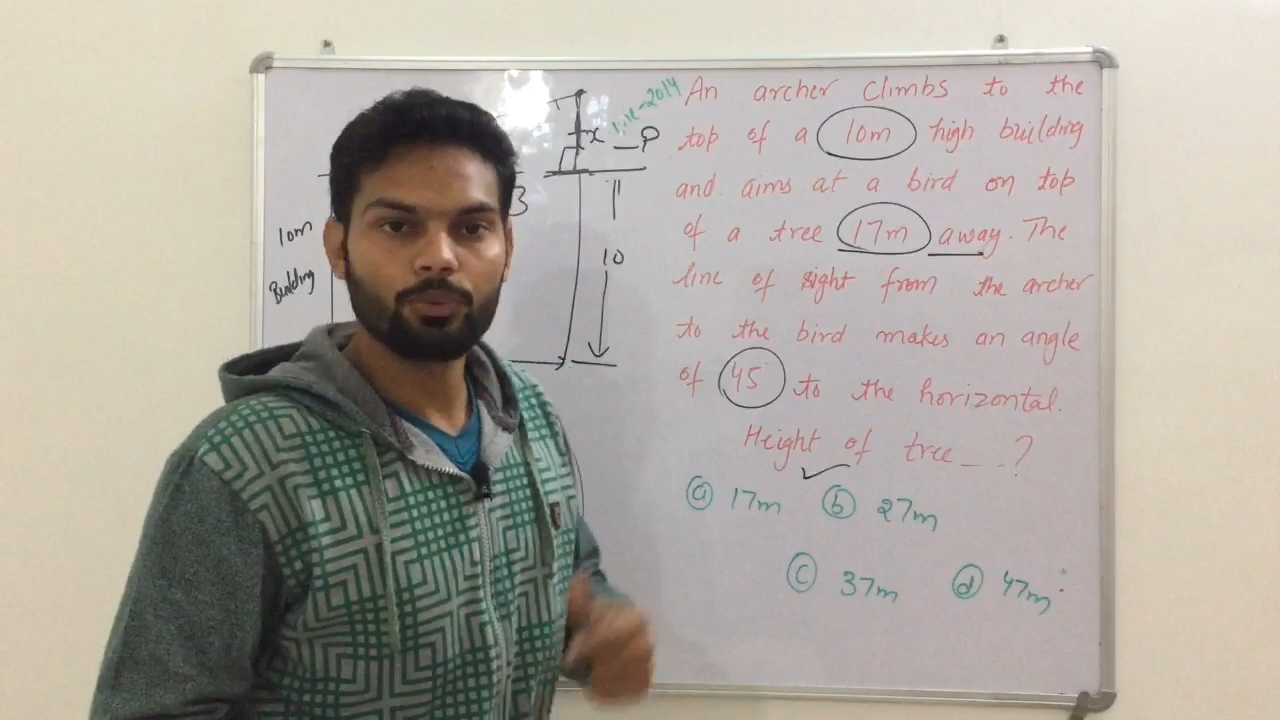 An archer climbs to the
top of a 10m high building
and aims at a bird on top
of a tree 17m away. The
line of sight from the archer
to the bird makes an angle
of 45 to the horizontal.
Height of tree _ _ . ?
ⓐ 17m ⓑ 27m
ⓒ 37m ⓓ 47m
x P
3
10m
Building
10